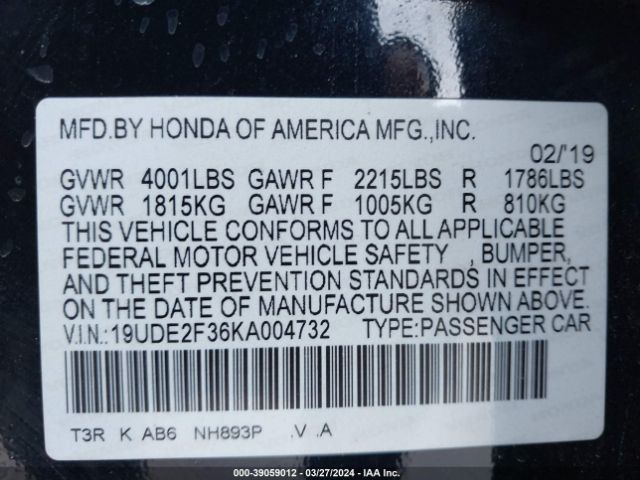 MFD.BY HONDA OF AMERICA MFG.,INC.
02/'19
GVWR 4001LBS GAWR F 2215LBS R 1786LBS
GVWR 1815KG GAWR F 1005KG R 810KG
THIS VEHICLE CONFORMS TO ALL APPLICABLE
FEDERAL MOTOR VEHICLE SAFETY , BUMPER,
AND THEFT PREVENTION STANDARDS IN EFFECT
ON THE DATE OF MANUFACTURE SHOWN ABOVE.
V.I.N.:19UDE2F36KA004732 TYPE:PASSENGER CAR
T3R K AB6 NH893P .V .A
000-39059012 — 03/27/2024 — IAA Inc.